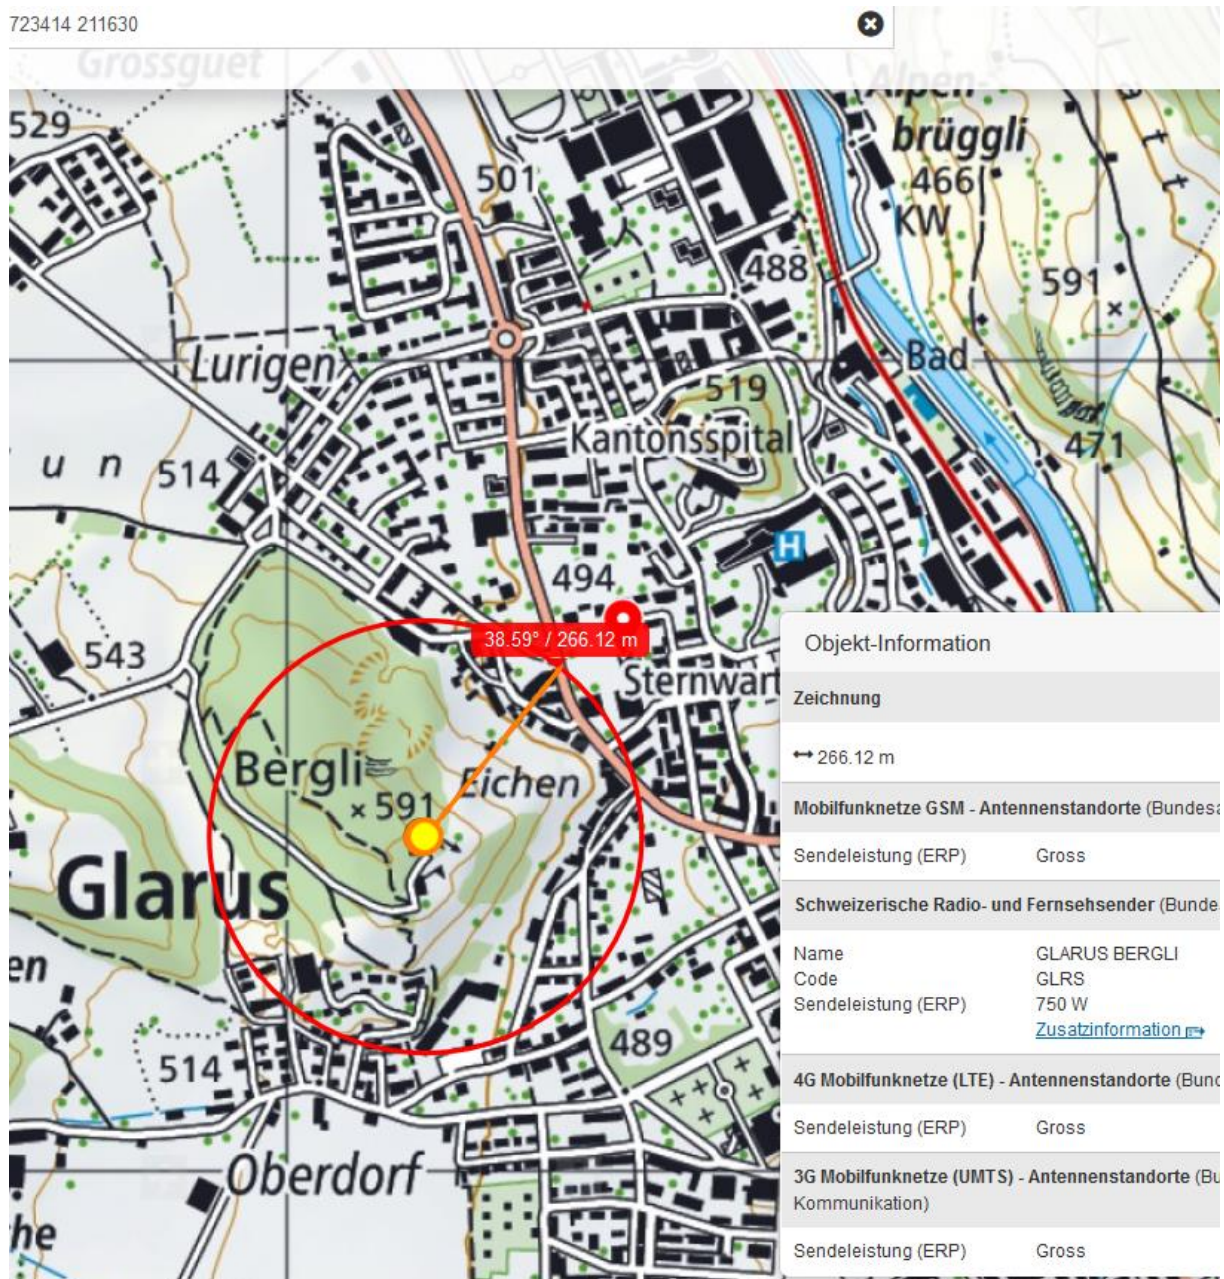 723414 211630
Grossguet
Alpen-
brüggli
529
501
466
KW
488
591
Lurigen
Bad
519
Kantonsspital
471
u n
514
H
494
38.59° / 266.12 m
543
Sternwart
Bergli
Eichen
591
Glarus
en
489
514
Oberdorf
he
Objekt-Information
Zeichnung
266.12 m
Mobilfunknetze GSM - Antennenstandorte (Bundesa
Sendeleistung (ERP) Gross
Schweizerische Radio- und Fernsehsender (Bunde
Name GLARUS BERGLI
Code GLRS
Sendeleistung (ERP) 750 W
Zusatzinformation
4G Mobilfunknetze (LTE) - Antennenstandorte (Bund
Sendeleistung (ERP) Gross
3G Mobilfunknetze (UMTS) - Antennenstandorte (Bu
Kommunikation)
Sendeleistung (ERP) Gross